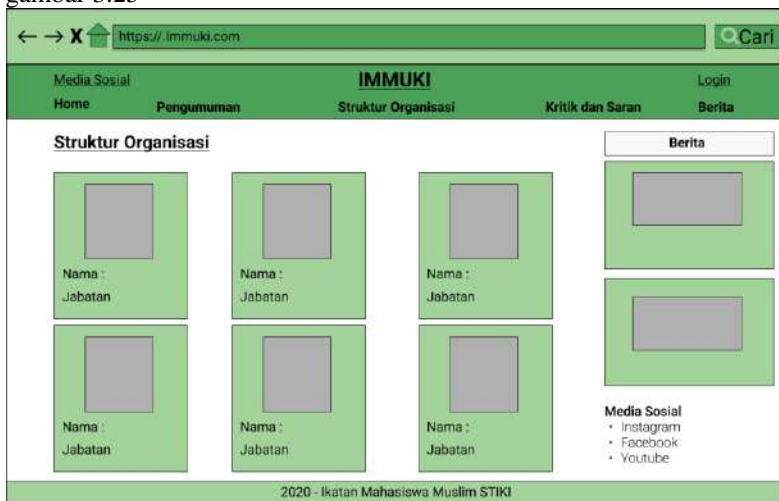 gambar 3.23
← → X https://.immuki.com Cari
Media Sosial IMMUKI Login
Home Pengumuman Struktur Organisasi Kritik dan Saran Berita
Struktur Organisasi
Berita
Nama : Nama : Nama :
Jabatan Jabatan Jabatan
Nama : Nama : Nama :
Jabatan Jabatan Jabatan
Media Sosial
• Instagram
• Facebook
• Youtube
2020 - Ikatan Mahasiswa Muslim STIKI